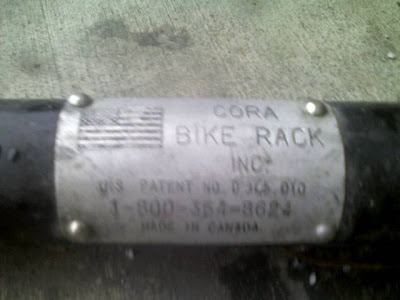 CORA
BIKE RACK
INC.
U.S. PATENT NO. D.
1-800-354-8624
MADE IN CANADA